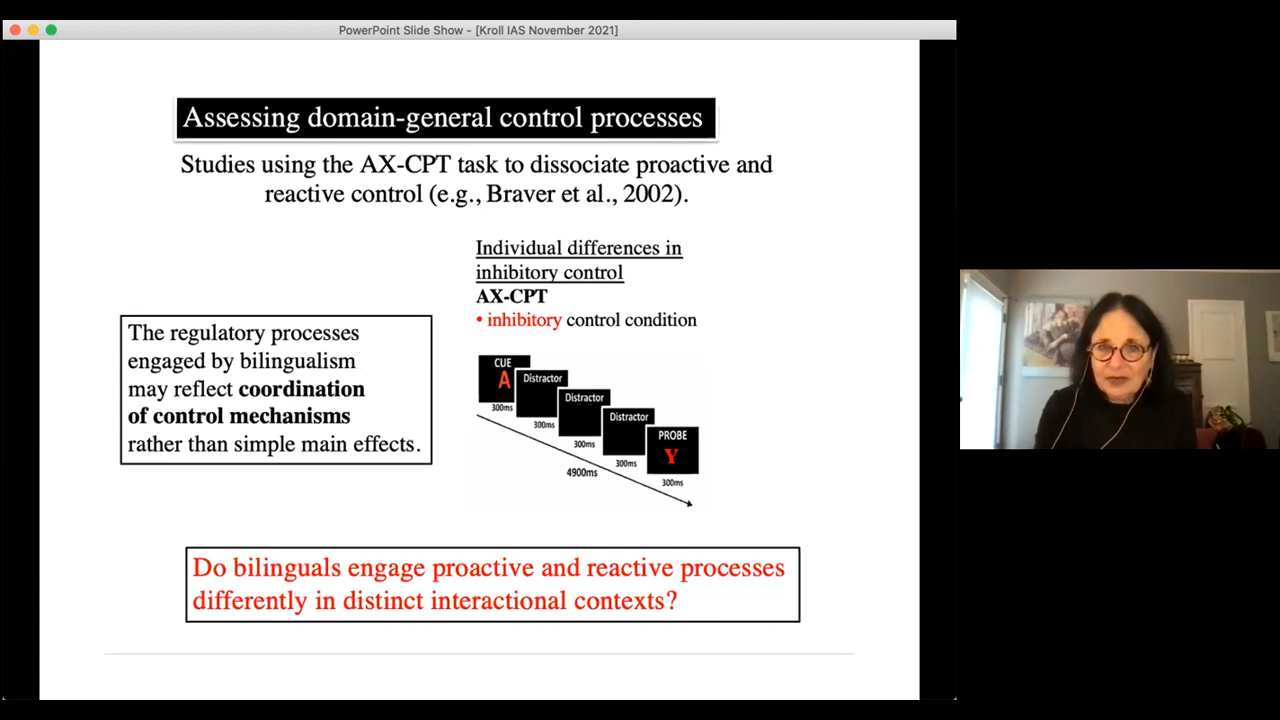 PowerPoint Slide Show - [Kroll IAS November 2021]
Assessing domain-general control processes
Studies using the AX-CPT task to dissociate proactive and
reactive control (e.g., Braver et al., 2002).
Individual differences in
inhibitory control
AX-CPT
• inhibitory control condition
The regulatory processes
engaged by bilingualism
may reflect coordination
of control mechanisms
rather than simple main effects.
CUE
A
300ms
Distractor
300ms
Distractor
300ms
Distractor
300ms
PROBE
Y
300ms
4900ms
Do bilinguals engage proactive and reactive processes
differently in distinct interactional contexts?